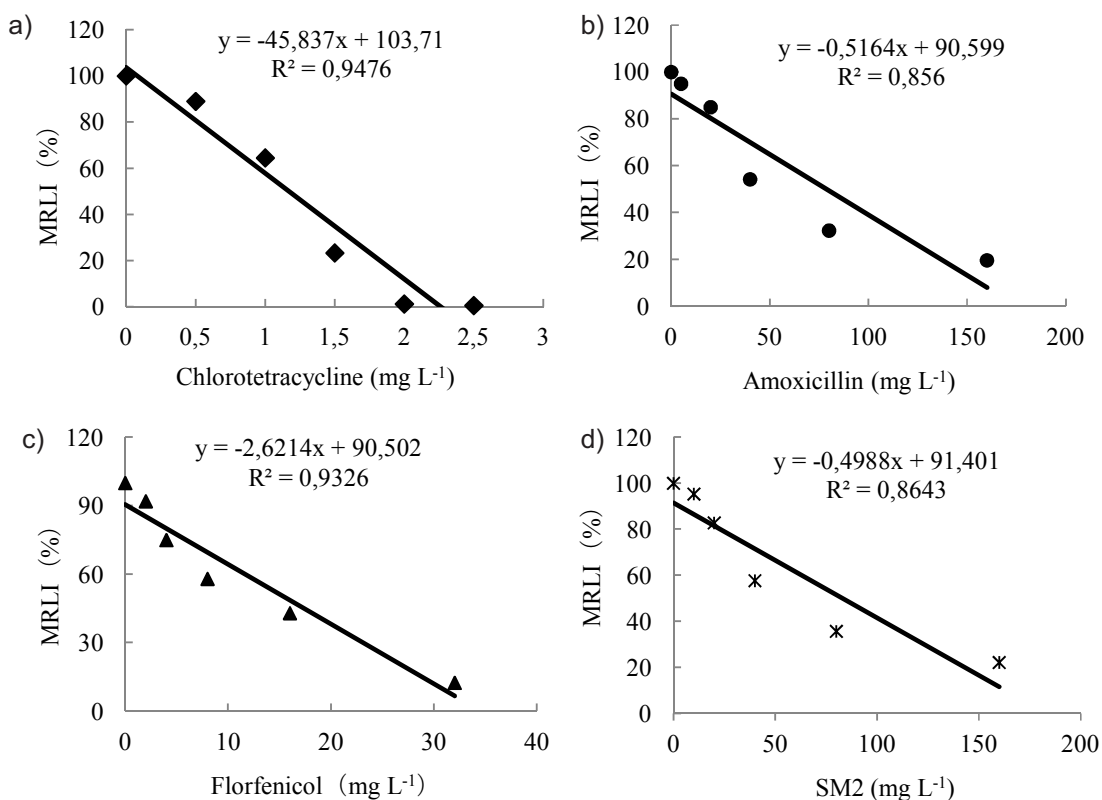 a)
y = -45,837x + 103,71
R² = 0,9476
120
100
80
60
40
20
0
MRLI (%)
0 0,5 1 1,5 2 2,5 3
Chlorotetracycline (mg L⁻¹)
b)
y = -0,5164x + 90,599
R² = 0,856
120
100
80
60
40
20
0
MRLI (%)
0 50 100 150 200
Amoxicillin (mg L⁻¹)
c)
y = -2,6214x + 90,502
R² = 0,9326
120
90
60
30
0
MRLI (%)
0 10 20 30 40
Florfenicol (mg L⁻¹)
d)
y = -0,4988x + 91,401
R² = 0,8643
120
100
80
60
40
20
0
MRLI (%)
0 50 100 150 200
SM2 (mg L⁻¹)